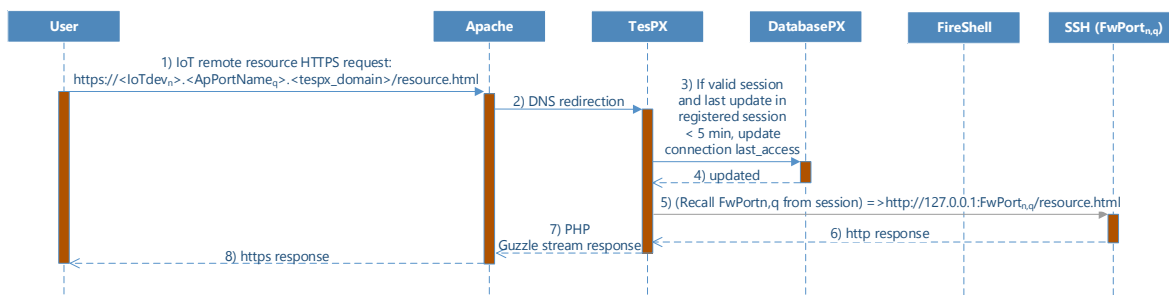 User
Apache
TesPX
DatabasePX
FireShell
SSH (FwPortn,q)
1) IoT remote resource HTTPS request:
https://<IoTdevn>.<ApPortNameq>.<tespx_domain>/resource.html
2) DNS redirection
3) If valid session
and last update in
registered session
< 5 min, update
connection last_access
4) updated
5) (Recall FwPortn,q from session) =>http://127.0.0.1:FwPortn,q/resource.html
6) http response
7) PHP
Guzzle stream response
8) https response